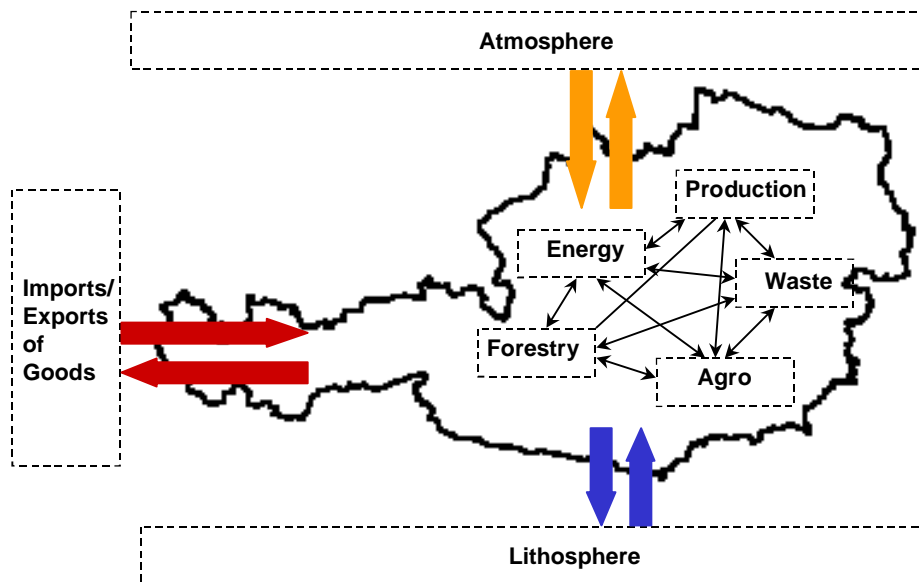 Atmosphere
Production
Energy
Waste
Imports/
Exports
of
Goods
Forestry
Agro
Lithosphere